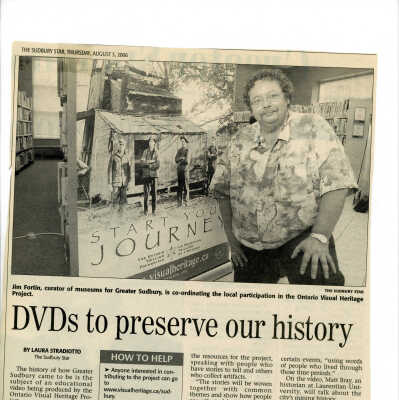 THE SUDBURY STAR, THURSDAY, AUGUST 3, 2006
START YOUR
JOURNEY
www.visualheritage.ca
THE SUDBURY STAR
Jim Fortin, curator of museums for Greater Sudbury, is co-ordinating the local participation in the Ontario Visual Heritage
Project.
DVDs to preserve our history
BY LAURA STRADIOTTO
The Sudbury Star
The history of how Greater
Sudbury came to be is the
subject of an educational
video being produced by the
Ontario Visual Heritage Pro-
HOW TO HELP
➤ Anyone interested in con-
tributing to the project can go
to
www.visualheritage.ca/sud-
bury.
the resources for the project,
speaking with people who
have stories to tell and others
who collect artifacts.
"The stories will be woven
together with common
themes and show how people
certain events, "using words
of people who lived through
those time periods."
On the video, Matt Bray, an
historian at Laurentian Uni-
versity, will talk about the
city's mining history.